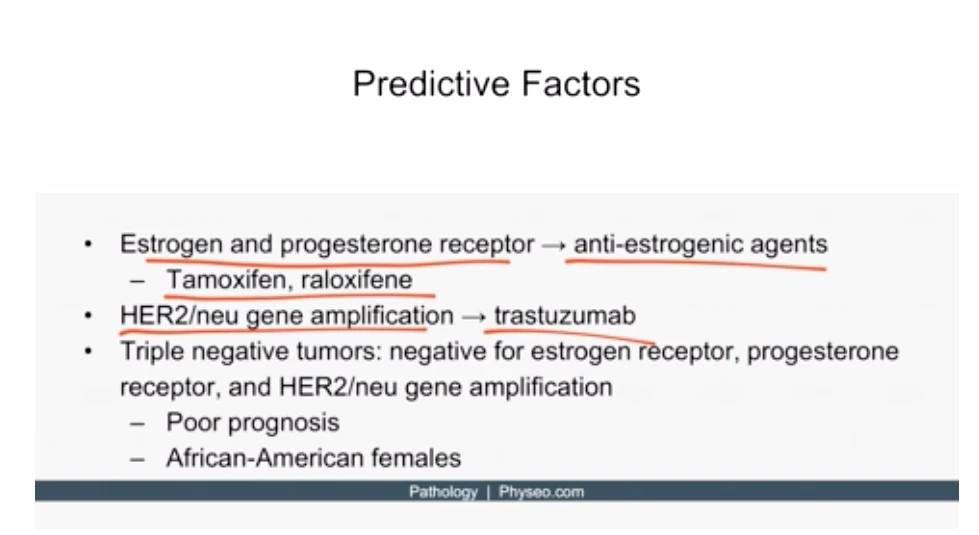 Predictive Factors
• Estrogen and progesterone receptor → anti-estrogenic agents
– Tamoxifen, raloxifene
• HER2/neu gene amplification → trastuzumab
• Triple negative tumors: negative for estrogen receptor, progesterone
receptor, and HER2/neu gene amplification
– Poor prognosis
– African-American females
Pathology | Physeo.com